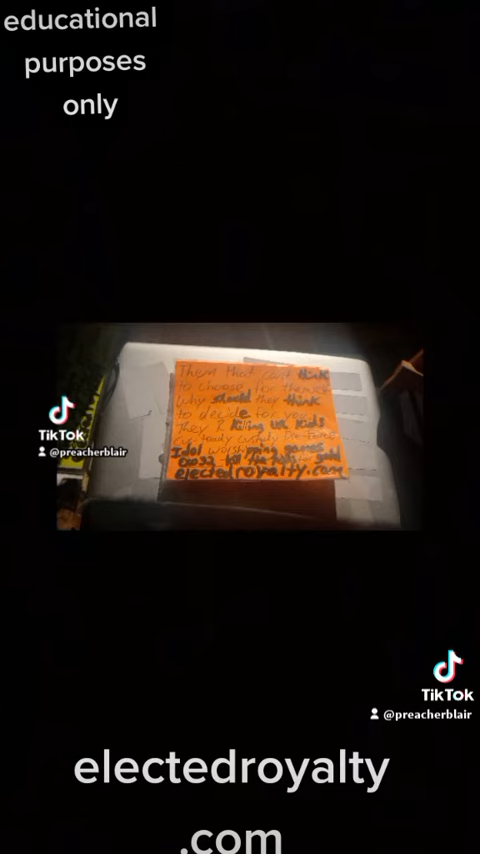 educational
purposes
only
Them that can't think
to choose for themselves
why should they think
to decide for you
They R killing UR kids
Idol worshipping games
electedroyalty.com
TikTok
@preacherblair
TikTok
@preacherblair
electedroyalty
.com